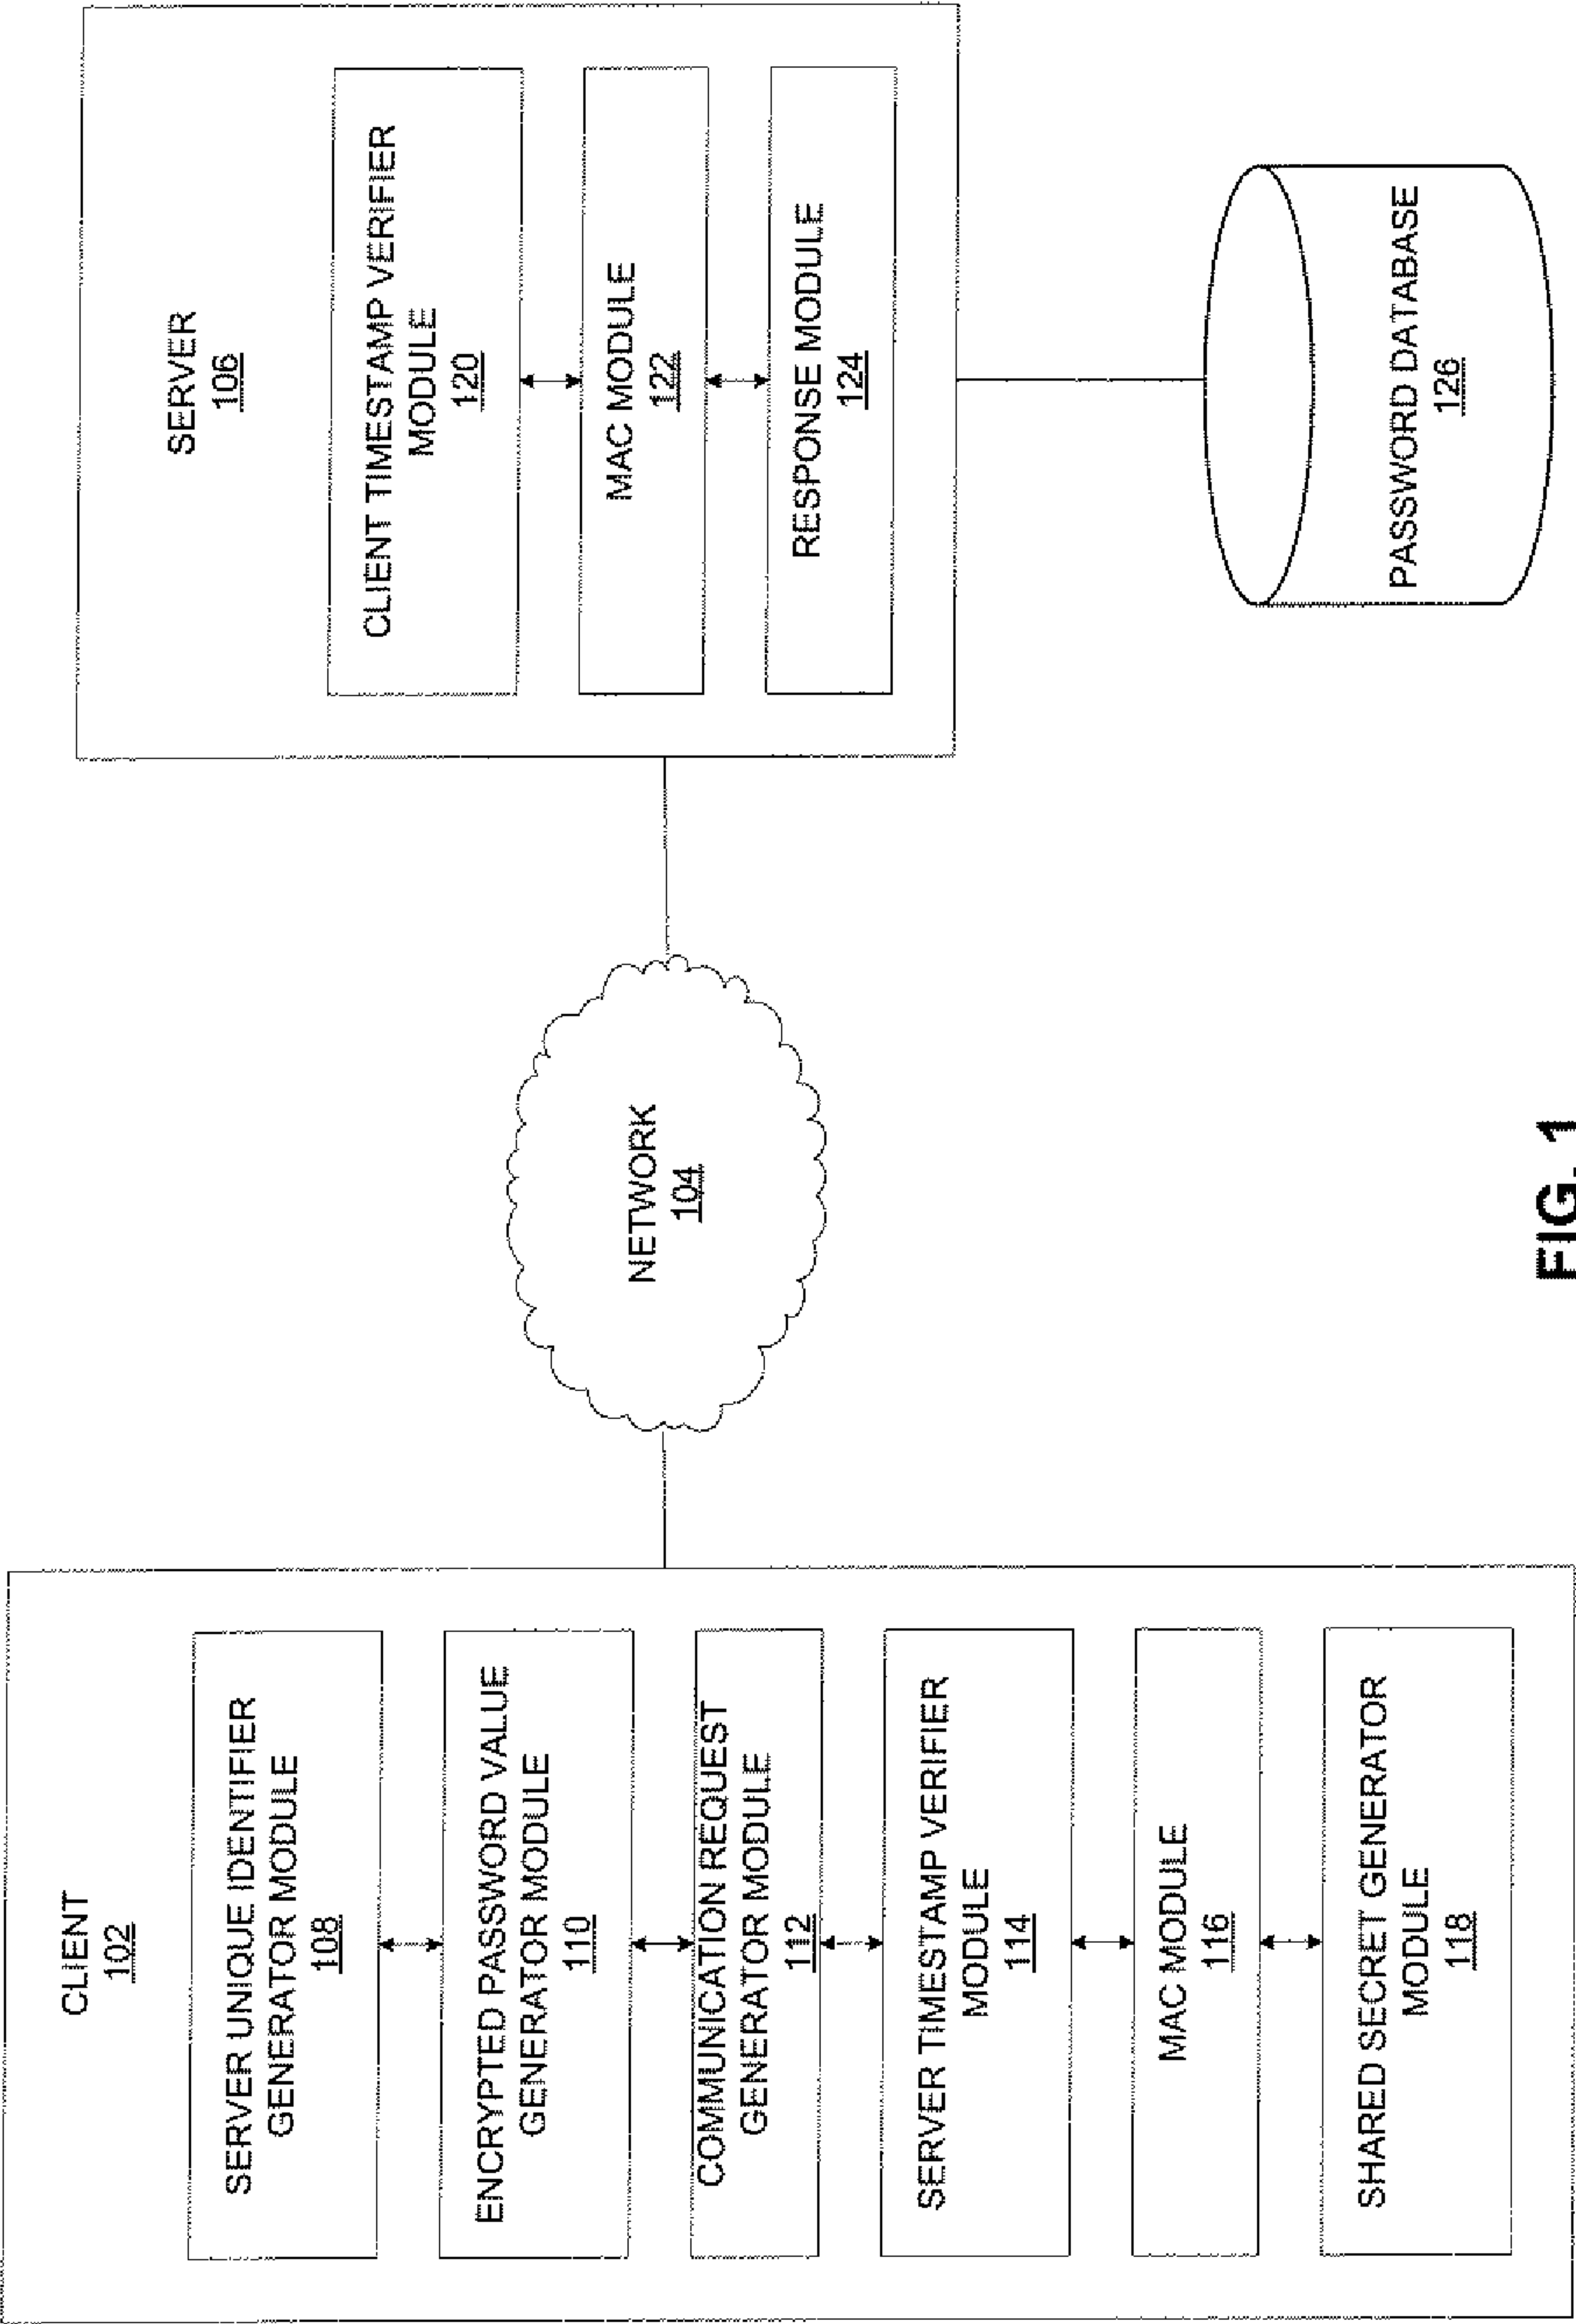 CLIENT
102
SERVER UNIQUE IDENTIFIER
GENERATOR MODULE
108
ENCRYPTED PASSWORD VALUE
GENERATOR MODULE
110
COMMUNICATION REQUEST
GENERATOR MODULE
112
SERVER TIMESTAMP VERIFIER
MODULE
114
MAC MODULE
116
SHARED SECRET GENERATOR
MODULE
118
NETWORK
104
SERVER
106
CLIENT TIMESTAMP VERIFIER
MODULE
120
MAC MODULE
122
RESPONSE MODULE
124
PASSWORD DATABASE
126
FIG. 1